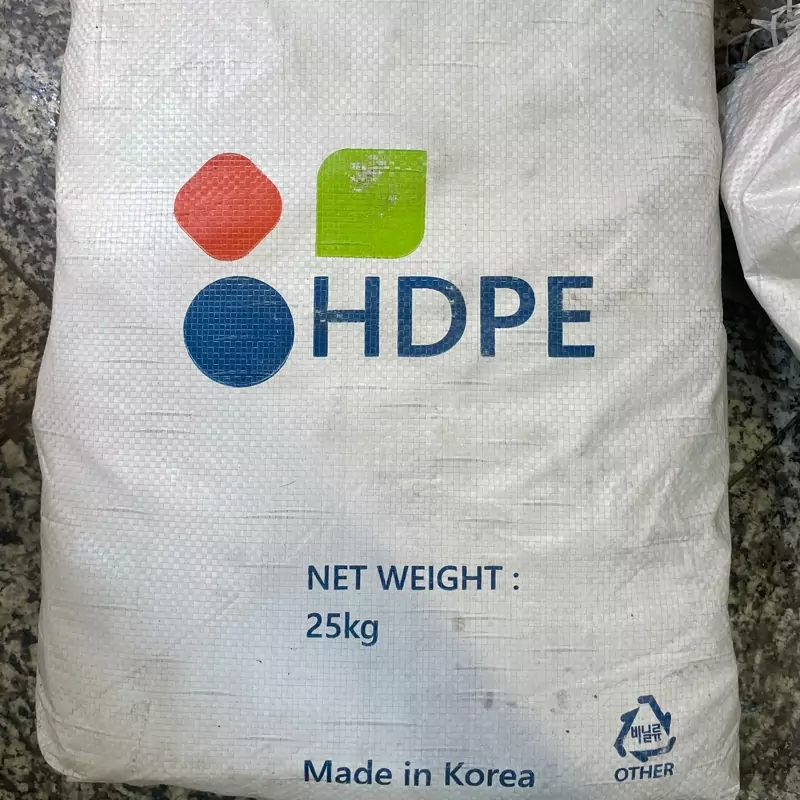 HDPE
NET WEIGHT :
25kg
Made in Korea
비닐류
OTHER